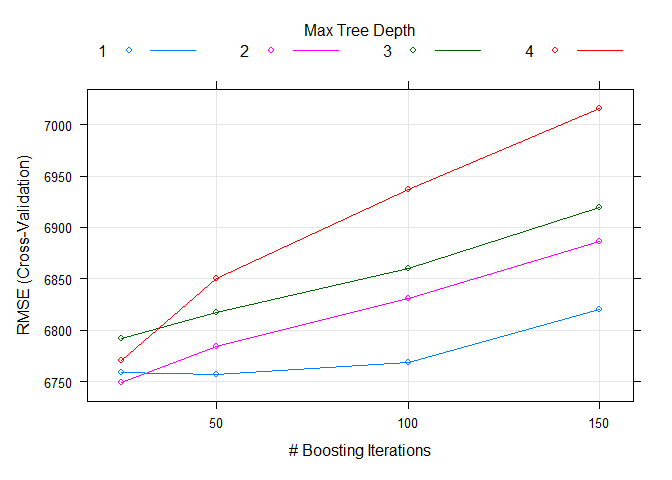 Max Tree Depth
1 2 3 4
7000
6950
6900
6850
6800
6750
RMSE (Cross-Validation)
50 100 150
# Boosting Iterations